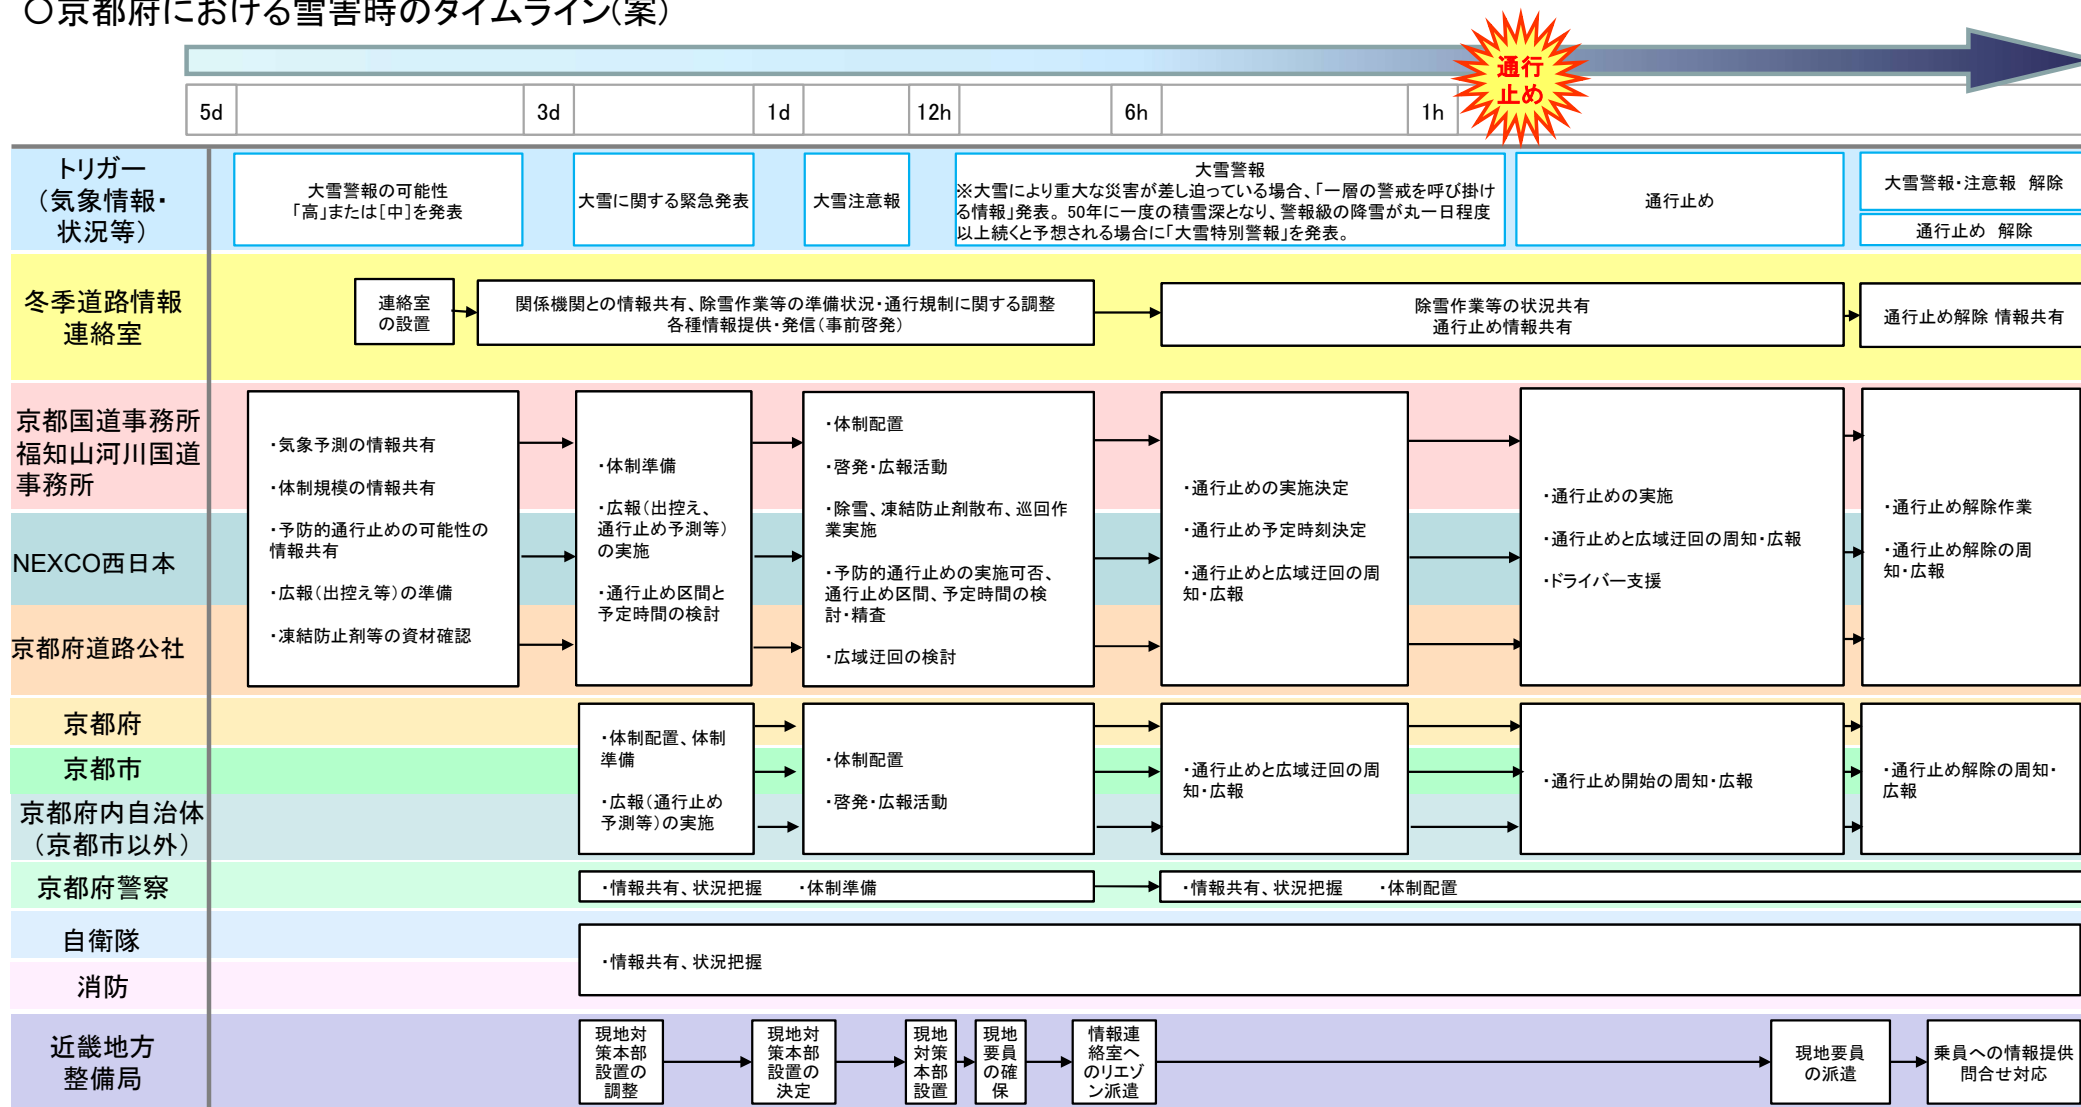 〇京都府における雪害時のタイムライン(案)
通行
止め
5d
3d
1d
12h
6h
1h
トリガー
(気象情報・
状況等)
大雪警報の可能性
「高」または[中]を発表
大雪に関する緊急発表
大雪注意報
大雪警報
※大雪により重大な災害が差し迫っている場合、「一層の警戒を呼び掛け
る情報」発表。50年に一度の積雪深となり、警報級の降雪が丸一日程度
以上続くと予想される場合に「大雪特別警報」を発表。
通行止め
大雪警報・注意報 解除
通行止め 解除
冬季道路情報
連絡室
連絡室
の設置
関係機関との情報共有、除雪作業等の準備状況・通行規制に関する調整
各種情報提供・発信(事前啓発)
除雪作業等の状況共有
通行止め情報共有
通行止め解除 情報共有
京都国道事務所
福知山河川国道
事務所
NEXCO西日本
京都府道路公社
・気象予測の情報共有
・体制規模の情報共有
・予防的通行止めの可能性の
情報共有
・広報(出控え等)の準備
・凍結防止剤等の資材確認
・体制準備
・広報(出控え、
通行止め予測等)
の実施
・通行止め区間と
予定時間の検討
・体制配置
・啓発・広報活動
・除雪、凍結防止剤散布、巡回作
業実施
・予防的通行止めの実施可否、
通行止め区間、予定時間の検
討・精査
・広域迂回の検討
・通行止めの実施決定
・通行止め予定時刻決定
・通行止めと広域迂回の周
知・広報
・通行止めの実施
・通行止めと広域迂回の周知・広報
・ドライバー支援
・通行止め解除作業
・通行止め解除の周
知・広報
京都府
京都市
京都府内自治体
(京都市以外)
・体制配置、体制
準備
・広報(通行止め
予測等)の実施
・体制配置
・啓発・広報活動
・通行止めと広域迂回の周
知・広報
・通行止め開始の周知・広報
・通行止め解除の周知・
広報
京都府警察
・情報共有、状況把握 ・体制準備
・情報共有、状況把握 ・体制配置
自衛隊
消防
・情報共有、状況把握
近畿地方
整備局
現地対
策本部
設置の
調整
現地対
策本部
設置の
決定
現地
対策
本部
設置
現地
要員
の確
保
情報連
絡室へ
のリエゾ
ン派遣
現地要員
の派遣
乗員への情報提供
問合せ対応